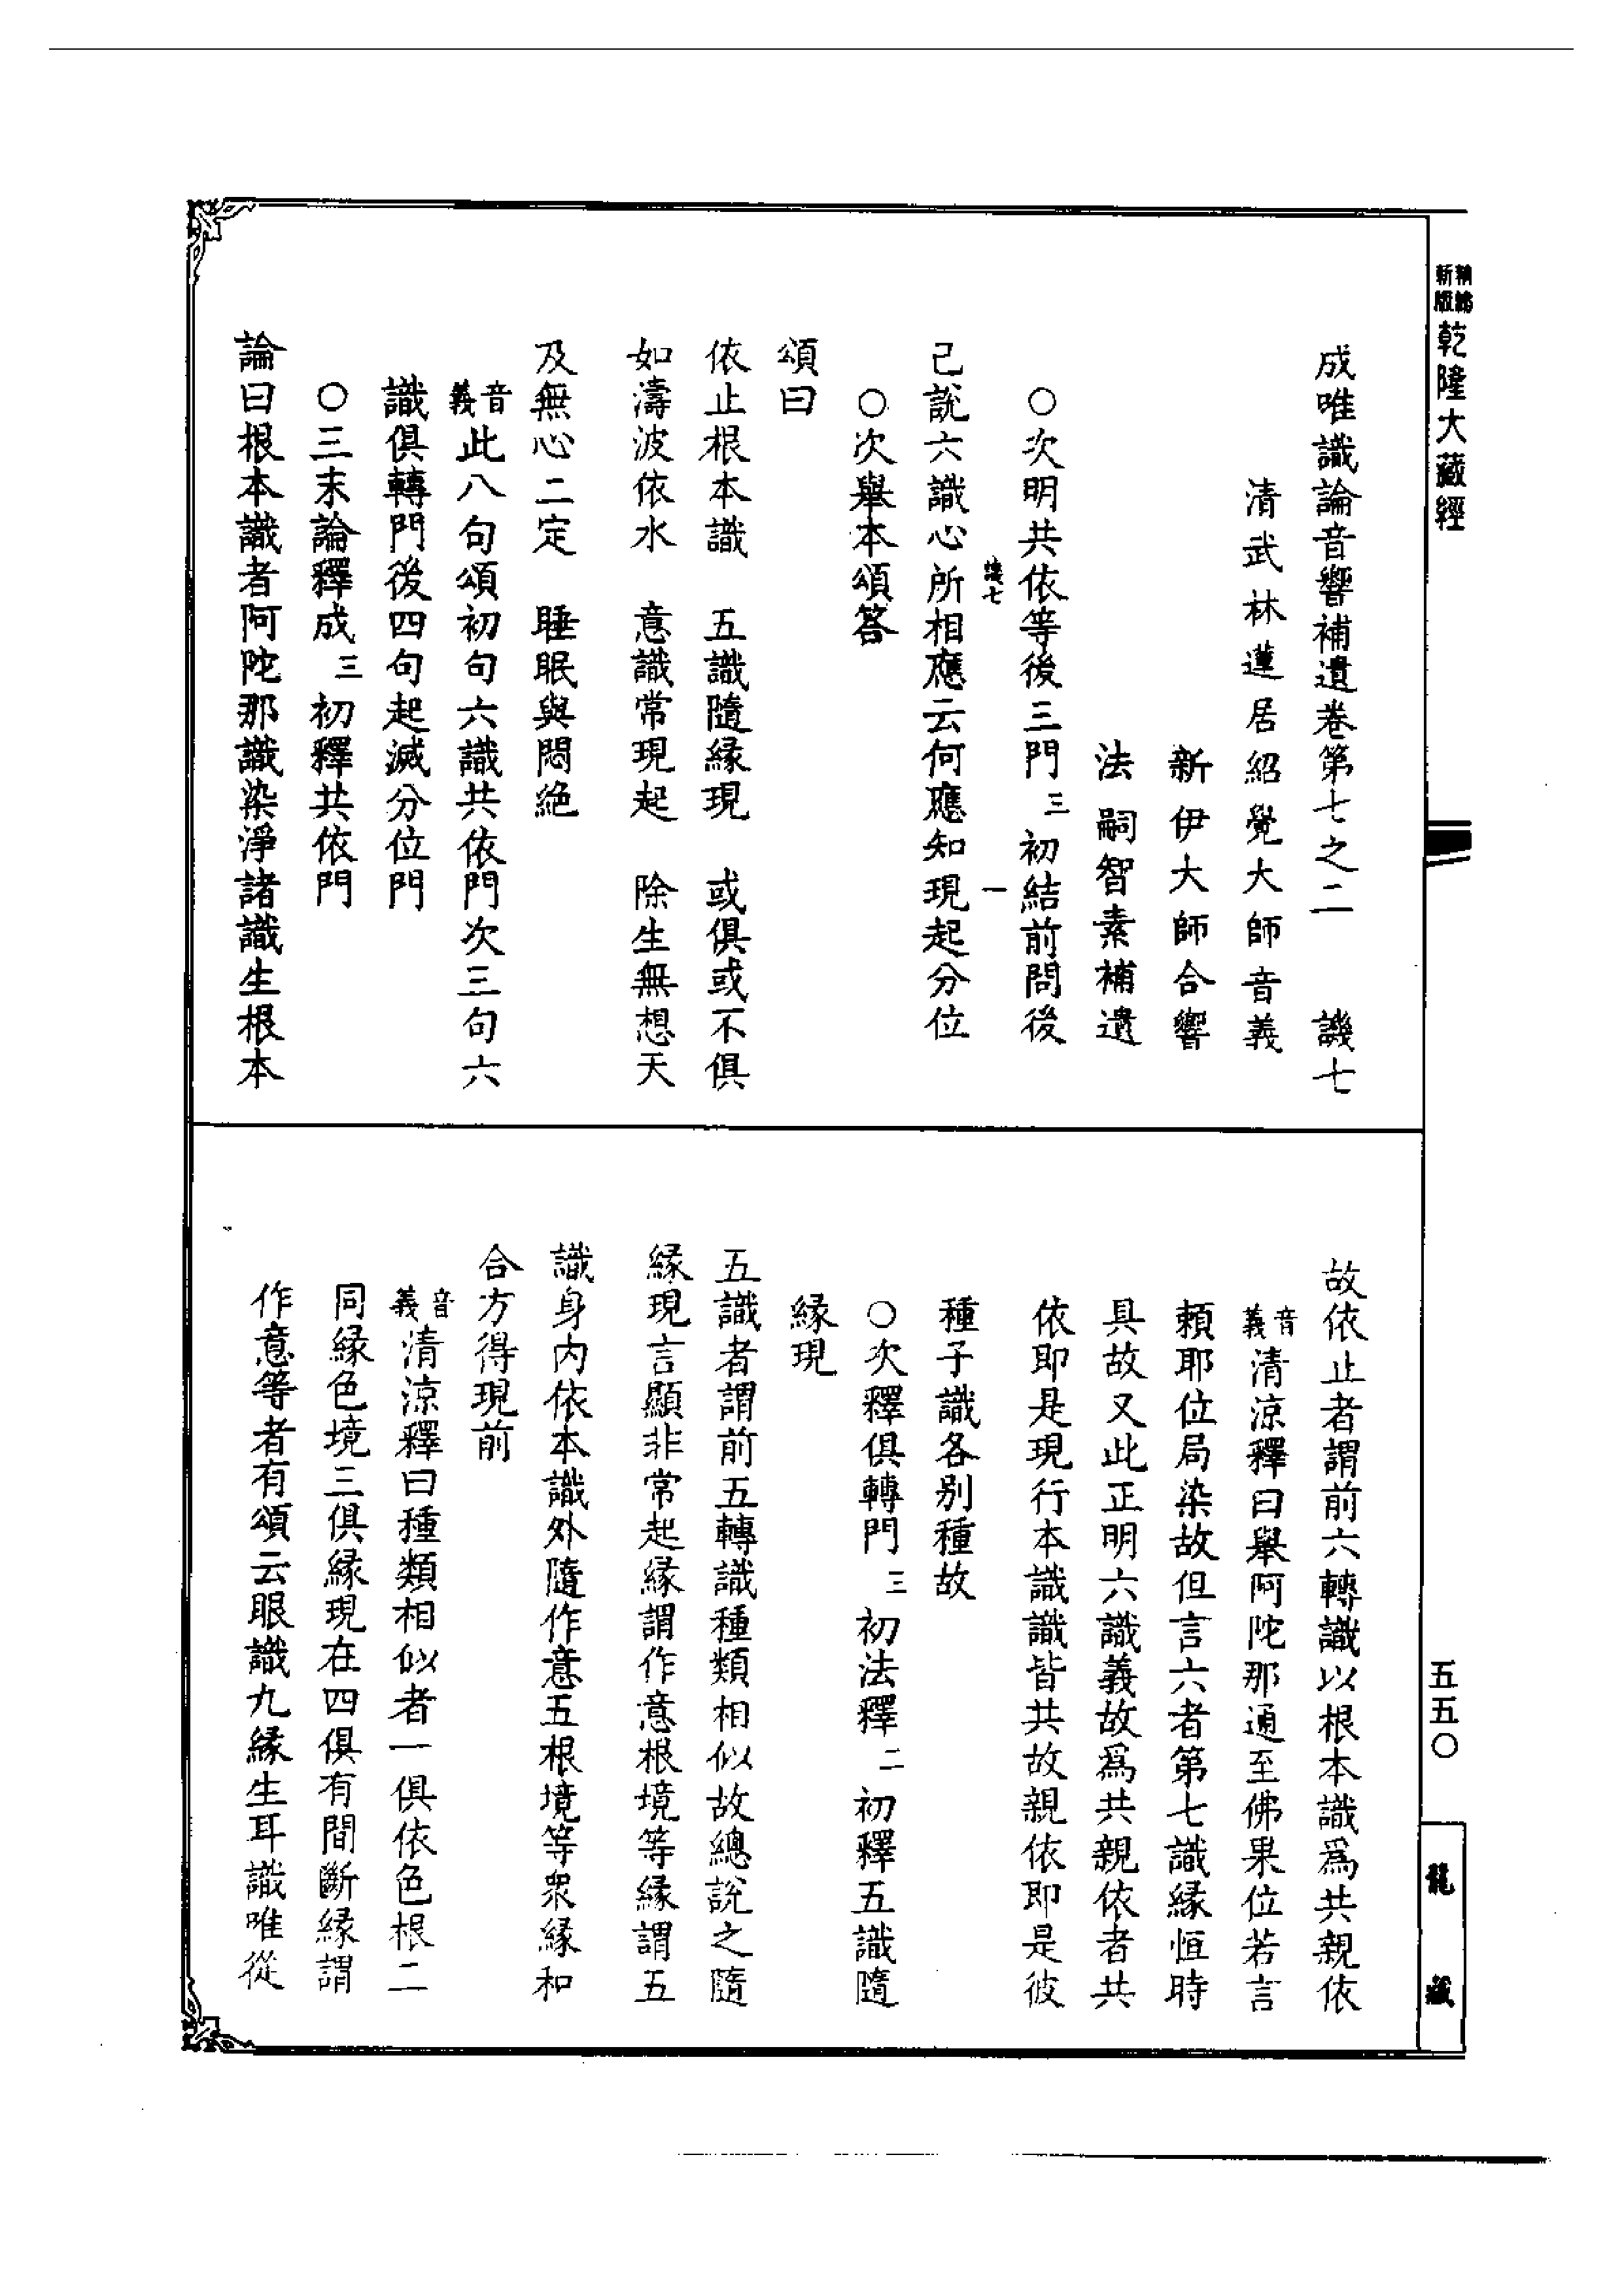 精繕
新版
乾隆大藏經
成唯識論音響補遺卷第七之二　譏七
清武林蓮居紹覺大師音義
新伊大師合響
法嗣智素補遺
○次明共依等後三門三初結前問後
譏七　一
已說六識心所相應云何應知現起分位
○次舉本頌答
頌曰
依止根本識　五識隨緣現　或俱或不俱
如濤波依水　意識常現起　除生無想天
及無心二定　睡眠與悶絕
音義此八句頌初句六識共依門次三句六
識俱轉門後四句起滅分位門
○三末論釋成三初釋共依門
論曰根本識者阿陀那識染淨諸識生根本
故依止者謂前六轉識以根本識爲共親依
音義清涼釋曰舉阿陀那通至佛果位若言
賴耶位局染故但言六者第七識緣恒時
具故又此正明六識義故爲共親依者共
依即是現行本識識皆共故親依即是彼
種子識各別種故
○次釋俱轉門三初法釋二初釋五識隨
緣現
五識者謂前五轉識種類相似故總說之隨
緣現言顯非常起緣謂作意根境等緣謂五
識身內依本識外隨作意五根境等眾緣和
合方得現前
音義清涼釋曰種類相似者一俱依色根二
同緣色境三俱緣現在四俱有間斷緣謂
作意等者有頌云眼識九緣生耳識唯從
五五○
龍藏